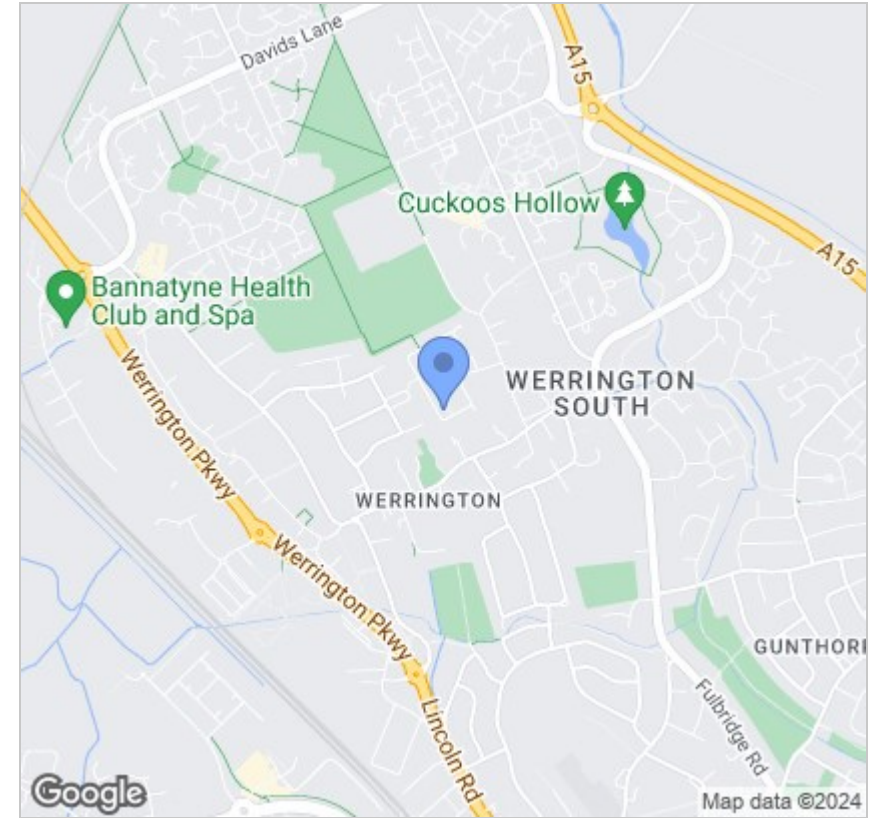 Davids Lane
A15
Cuckoos Hollow
A15
Bannatyne Health
Club and Spa
WERRINGTON
SOUTH
Werrington Pkwy
WERRINGTON
Werrington Pkwy
GUNTHOR
Fulbridge Rd
Lincoln Rd
Google
Map data ©2024